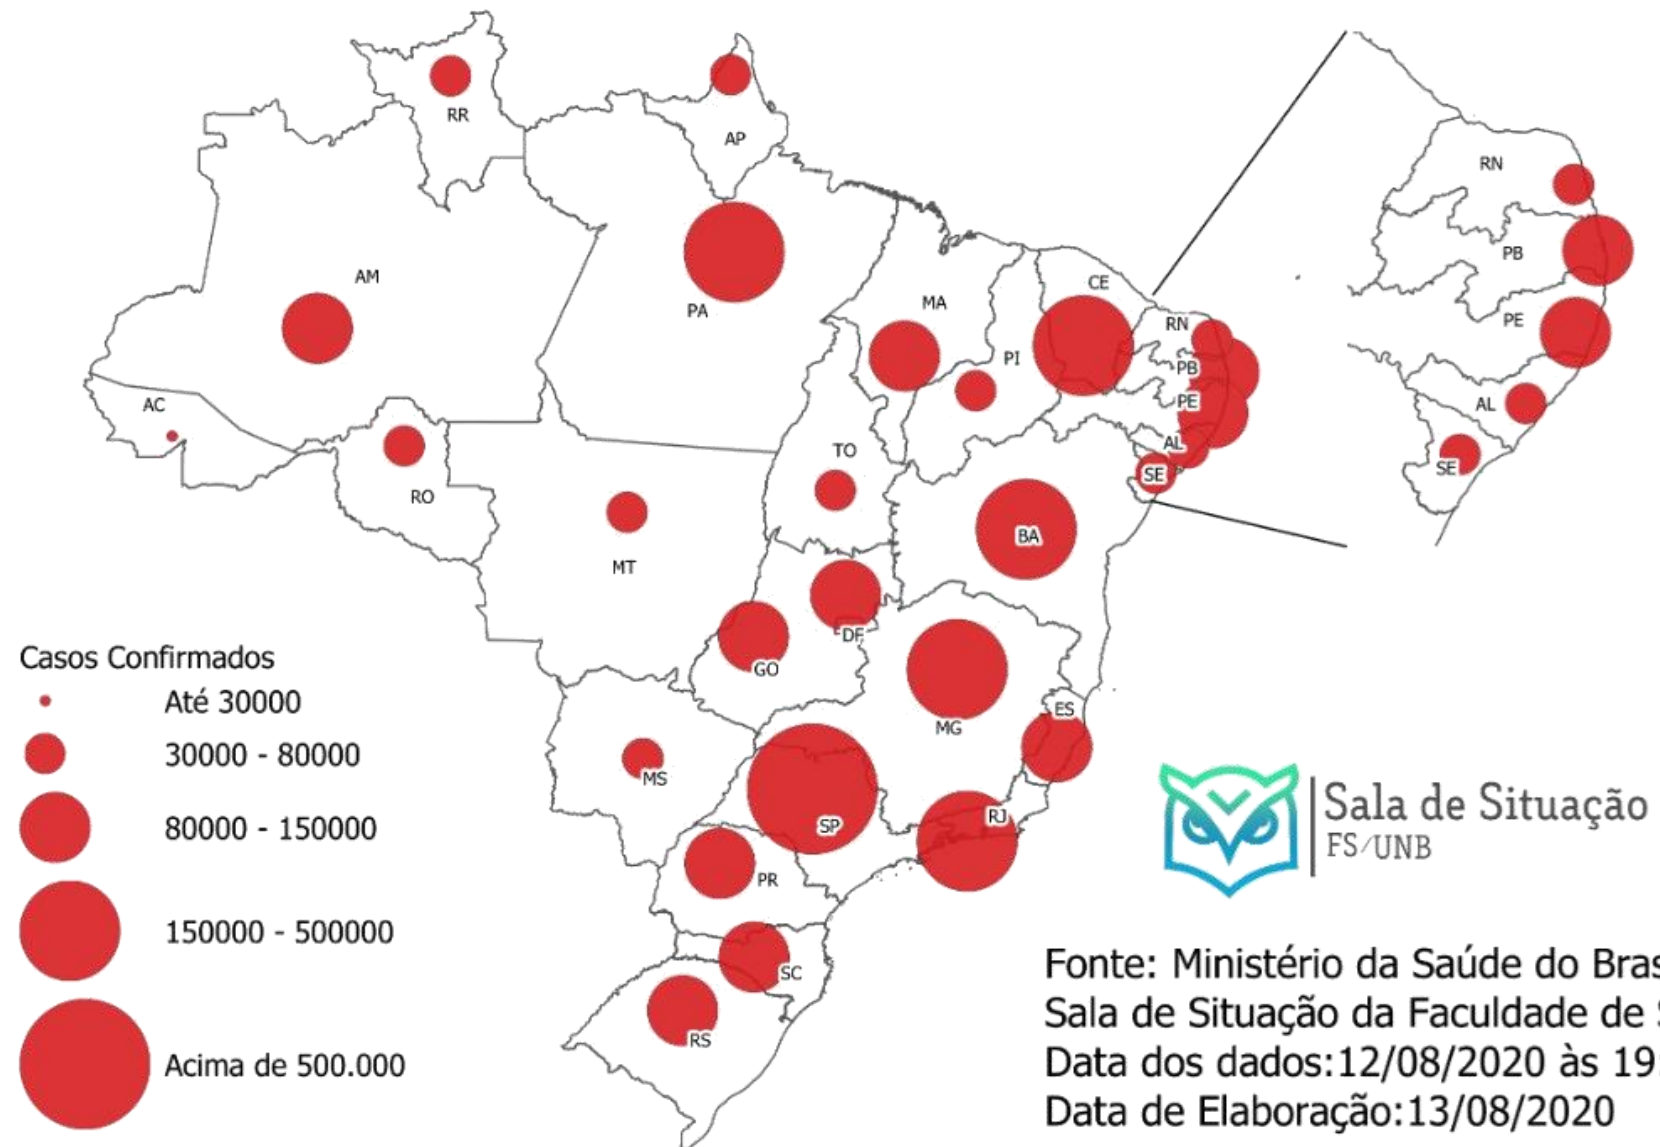 RR
AP
AM
PA
AC
RO
MA
PI
CE
RN
PB
PE
AL
SE
TO
MT
BA
DF
GO
MG
ES
MS
SP
RJ
PR
SC
RS
RN
PB
PE
AL
SE
Casos Confirmados
Até 30000
30000 - 80000
80000 - 150000
150000 - 500000
Acima de 500.000
Sala de Situação
FS/UNB
Fonte: Ministério da Saúde do Bras
Sala de Situação da Faculdade de S
Data dos dados:12/08/2020 às 19:
Data de Elaboração:13/08/2020